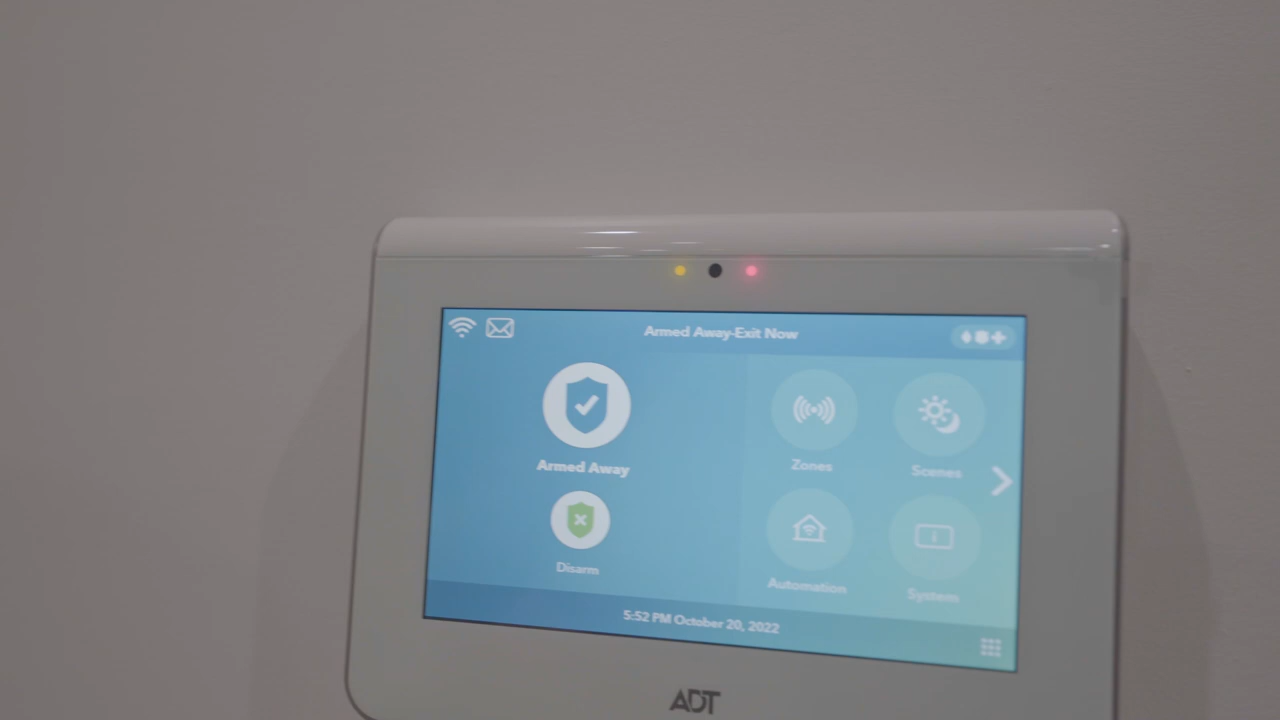 Armed Away-Exit Now
Armed Away
Disarm
Zones
Scenes
Automation
System
5:52 PM October 20, 2022
ADT